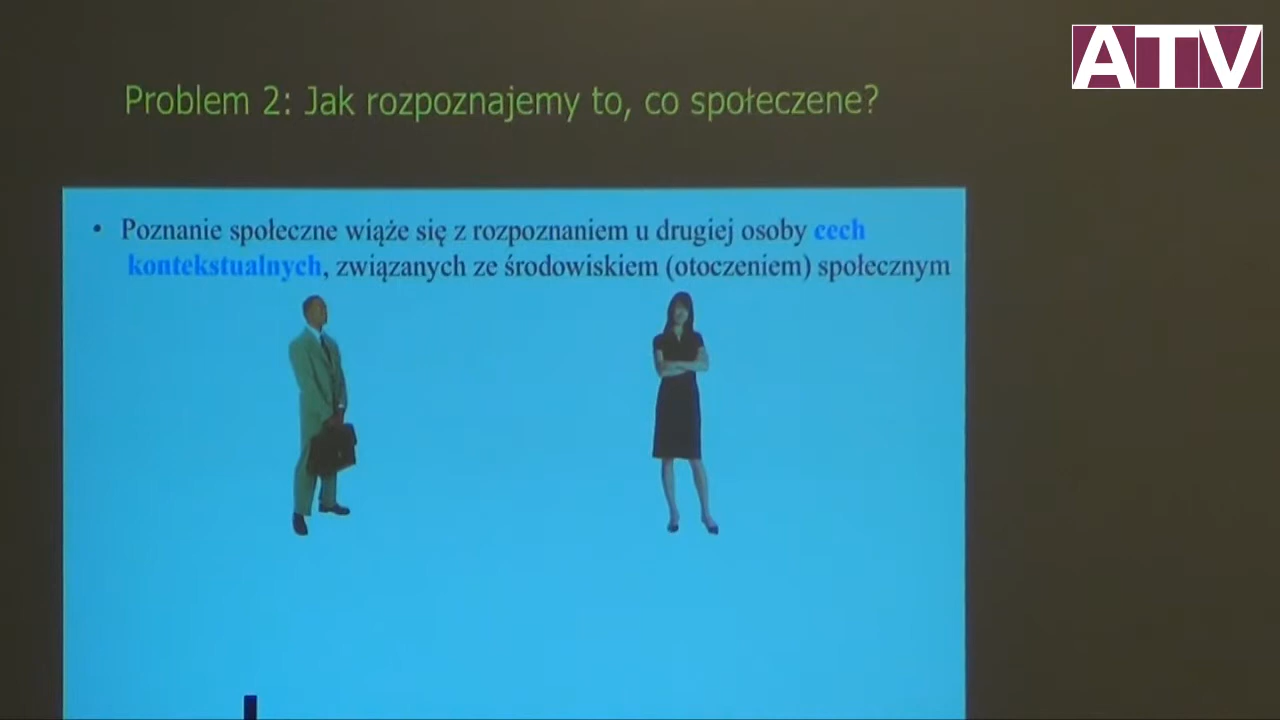 ATV
Problem 2: Jak rozpoznajemy to, co społeczene?
• Poznanie społeczne wiąże się z rozpoznaniem u drugiej osoby cech
kontekstualnych, związanych ze środowiskiem (otoczeniem) społecznym